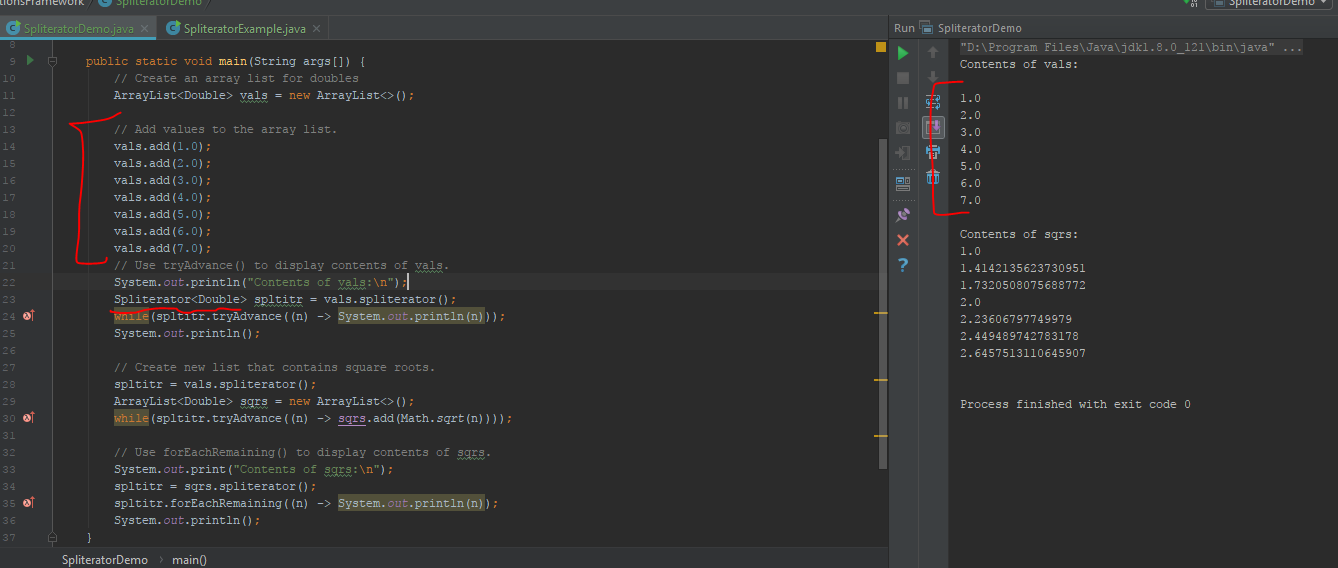 tionsFramework SpliteratorDemo
SpliteratorDemo
SpliteratorDemo.java SpliteratorExample.java
8
9 public static void main(String args[]) {
10 // Create an array list for doubles
11 ArrayList<Double> vals = new ArrayList<>();
12
13 // Add values to the array list.
14 vals.add(1.0);
15 vals.add(2.0);
16 vals.add(3.0);
17 vals.add(4.0);
18 vals.add(5.0);
19 vals.add(6.0);
20 vals.add(7.0);
21 // Use tryAdvance() to display contents of vals.
22 System.out.println("Contents of vals:\n");
23 Spliterator<Double> spltitr = vals.spliterator();
24 while(spltitr.tryAdvance((n) -> System.out.println(n)));
25 System.out.println();
26
27 // Create new list that contains square roots.
28 spltitr = vals.spliterator();
29 ArrayList<Double> sqrs = new ArrayList<>();
30 while(spltitr.tryAdvance((n) -> sqrs.add(Math.sqrt(n))));
31
32 // Use forEachRemaining() to display contents of sqrs.
33 System.out.print("Contents of sqrs:\n");
34 spltitr = sqrs.spliterator();
35 spltitr.forEachRemaining((n) -> System.out.println(n));
36 System.out.println();
37 }
SpliteratorDemo > main()
Run SpliteratorDemo
"D:\Program Files\Java\jdk1.8.0_121\bin\java" ...
Contents of vals:
1.0
2.0
3.0
4.0
5.0
6.0
7.0
Contents of sqrs:
1.0
1.4142135623730951
1.7320508075688772
2.0
2.23606797749979
2.449489742783178
2.6457513110645907
Process finished with exit code 0